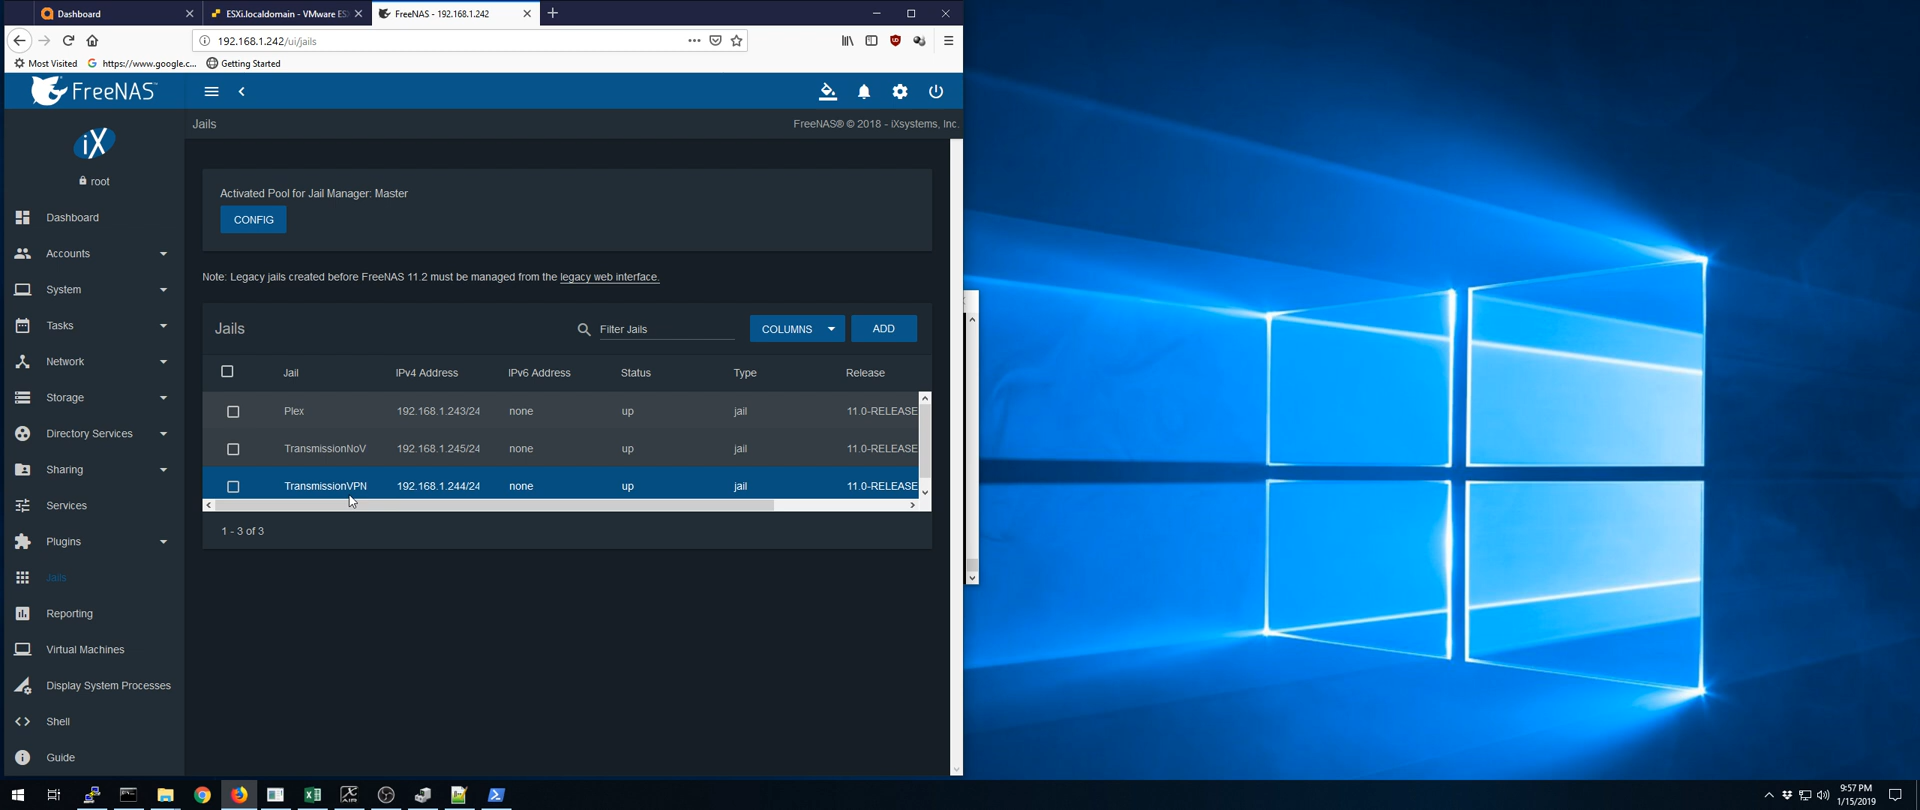 Dashboard
ESXi.localdomain - VMware ES
FreeNAS - 192.168.1.242
192.168.1.242/ui/jails
Most Visited
https://www.google.c...
Getting Started
FreeNAS
Jails
FreeNAS® © 2018 - iXsystems, Inc.
iX
root
Dashboard
Accounts
System
Tasks
Network
Storage
Directory Services
Sharing
Services
Plugins
Jails
Reporting
Virtual Machines
Display System Processes
Shell
Guide
Activated Pool for Jail Manager: Master
CONFIG
Note: Legacy jails created before FreeNAS 11.2 must be managed from the legacy web interface.
Jails
Filter Jails
COLUMNS
ADD
Jail IPv4 Address IPv6 Address Status Type Release
Plex 192.168.1.243/24 none up jail 11.0-RELEASE
TransmissionNoV 192.168.1.245/24 none up jail 11.0-RELEASE
TransmissionVPN 192.168.1.244/24 none up jail 11.0-RELEASE
1 - 3 of 3
9:57 PM
1/15/2019